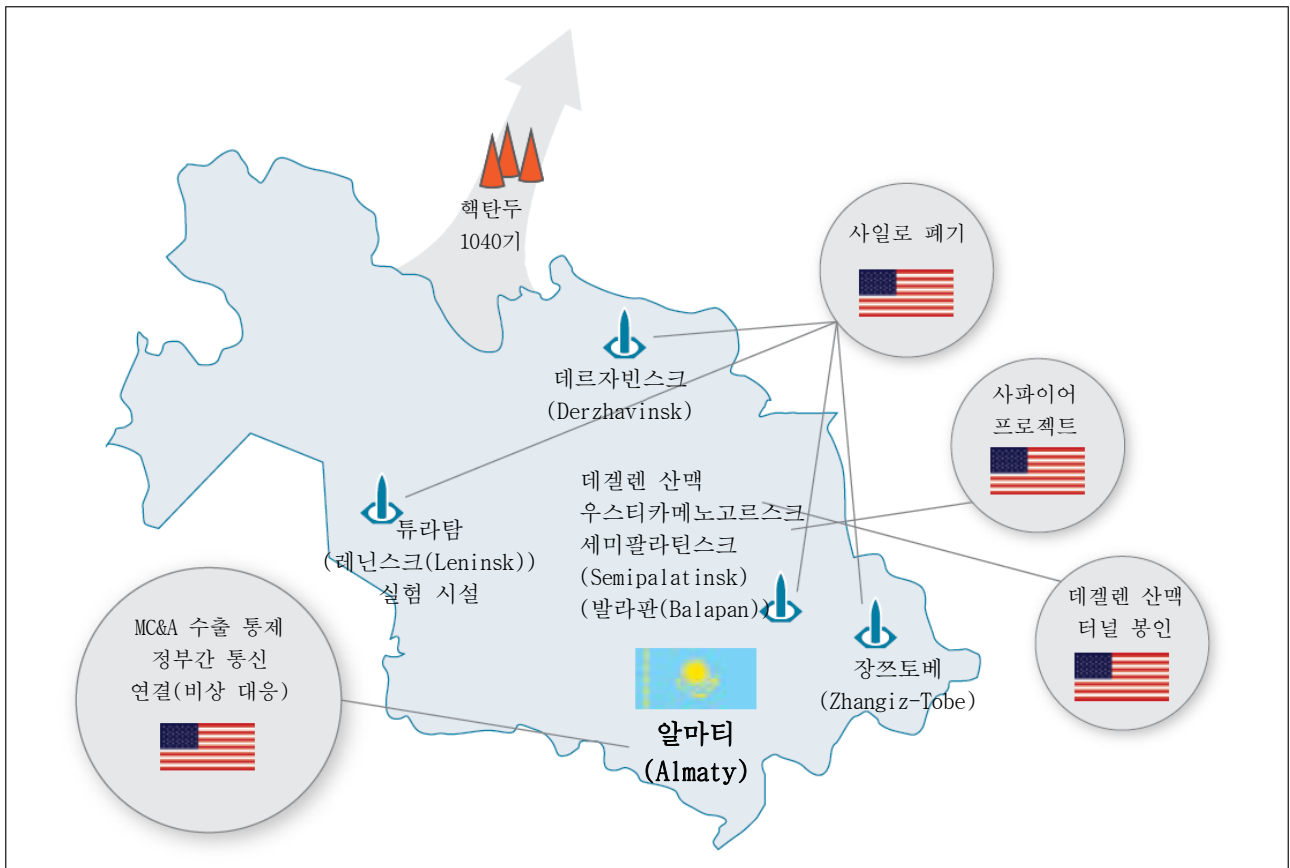 핵탄두
1040기
사일로 폐기
데르자빈스크
(Derzhavinsk)
사파이어
프로젝트
데겔렌 산맥
우스티카메노고르스크
세미팔라틴스크
(Semipalatinsk)
(발라판(Balapan))
튜라탐
(레닌스크(Leninsk))
실험 시설
데겔렌 산맥
터널 봉인
MC&A 수출 통제
정부간 통신
연결(비상 대응)
장쯔토베
(Zhangiz-Tobe)
알마티
(Almaty)